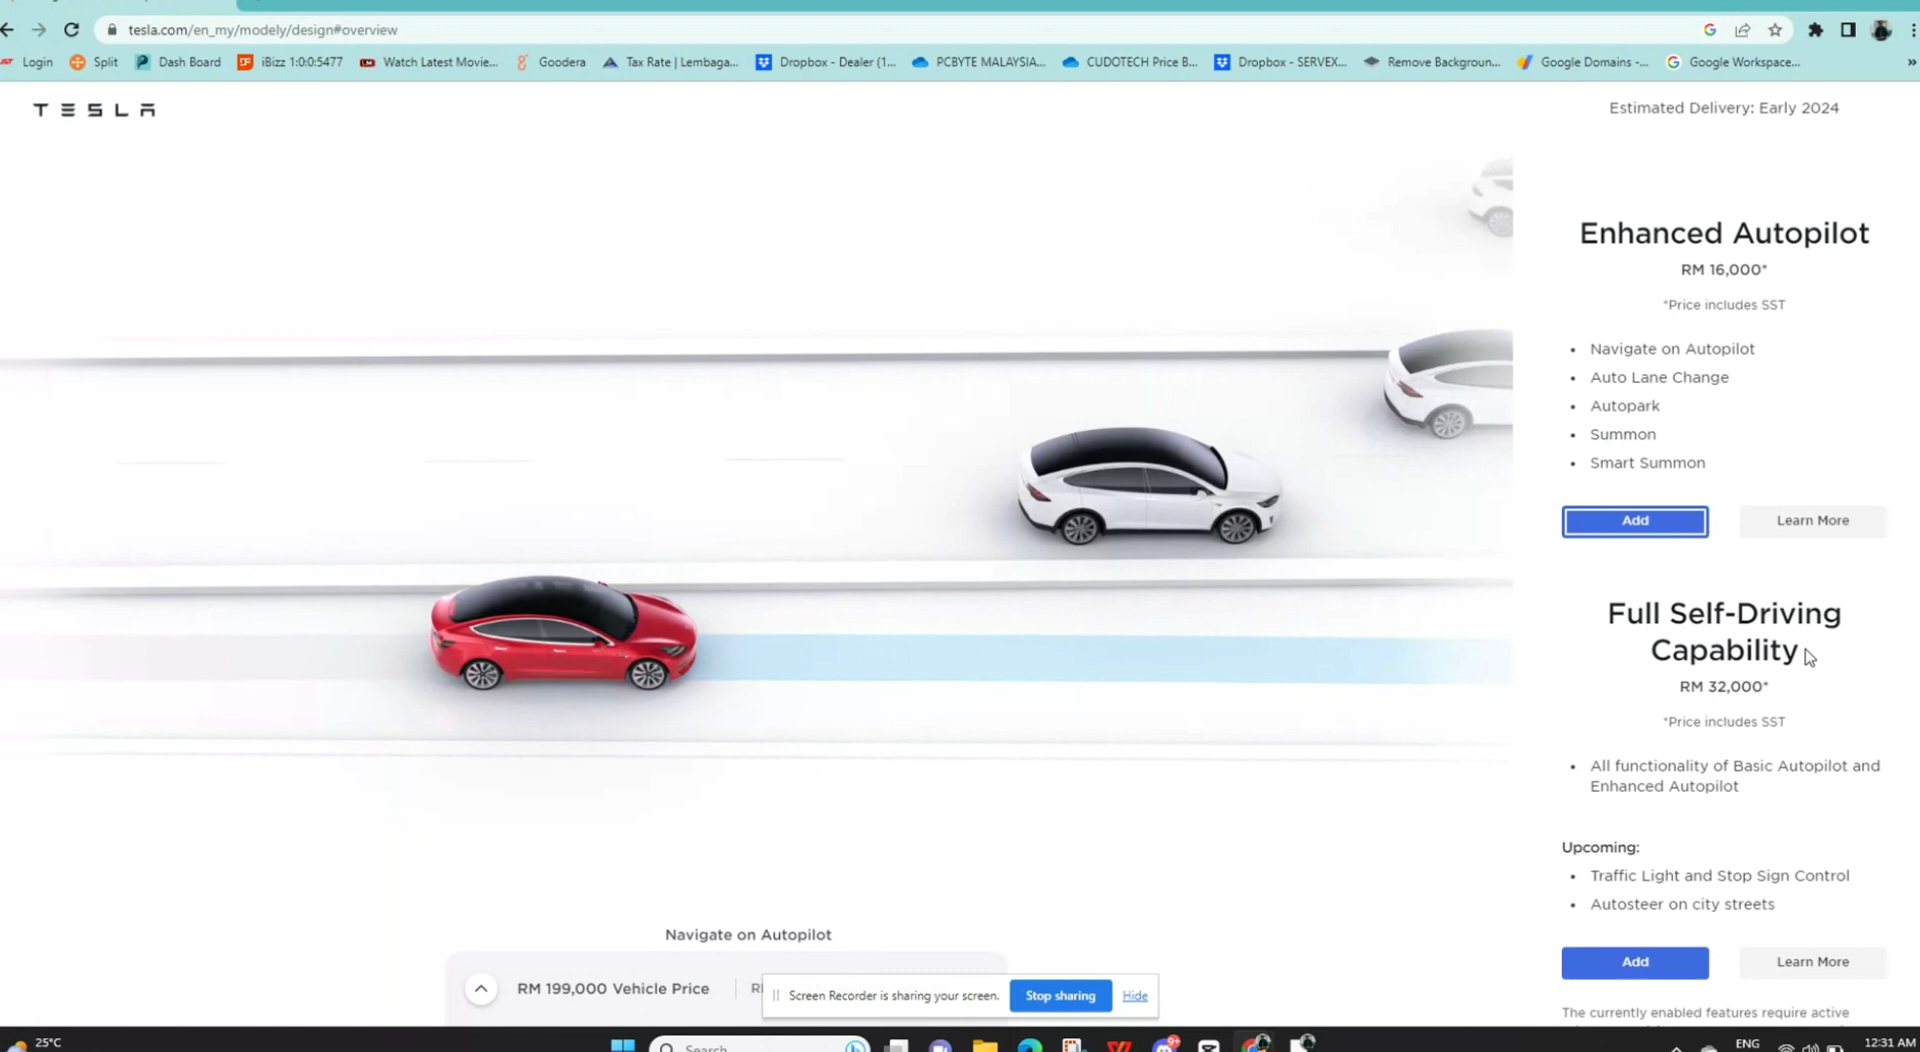 tesla.com/en_my/modely/design#overview
Login
Split
Dash Board
iBizz 1:0:0:5477
Watch Latest Movie...
Goodera
Tax Rate | Lembaga...
Dropbox - Dealer (1...
PCBYTE MALAYSIA...
CUDOTECH Price B...
Dropbox - SERVEX...
Remove Backgroun...
Google Domains -...
Google Workspace...
»
TESLA
Estimated Delivery: Early 2024
Enhanced Autopilot
RM 16,000*
*Price includes SST
• Navigate on Autopilot
• Auto Lane Change
• Autopark
• Summon
• Smart Summon
Add
Learn More
Full Self-Driving
Capability
RM 32,000*
*Price includes SST
• All functionality of Basic Autopilot and
Enhanced Autopilot
Upcoming:
• Traffic Light and Stop Sign Control
• Autosteer on city streets
Add
Learn More
The currently enabled features require active
Navigate on Autopilot
RM 199,000 Vehicle Price
Screen Recorder is sharing your screen.
Stop sharing
Hide
25°C
Search
ENG
12:31 AM